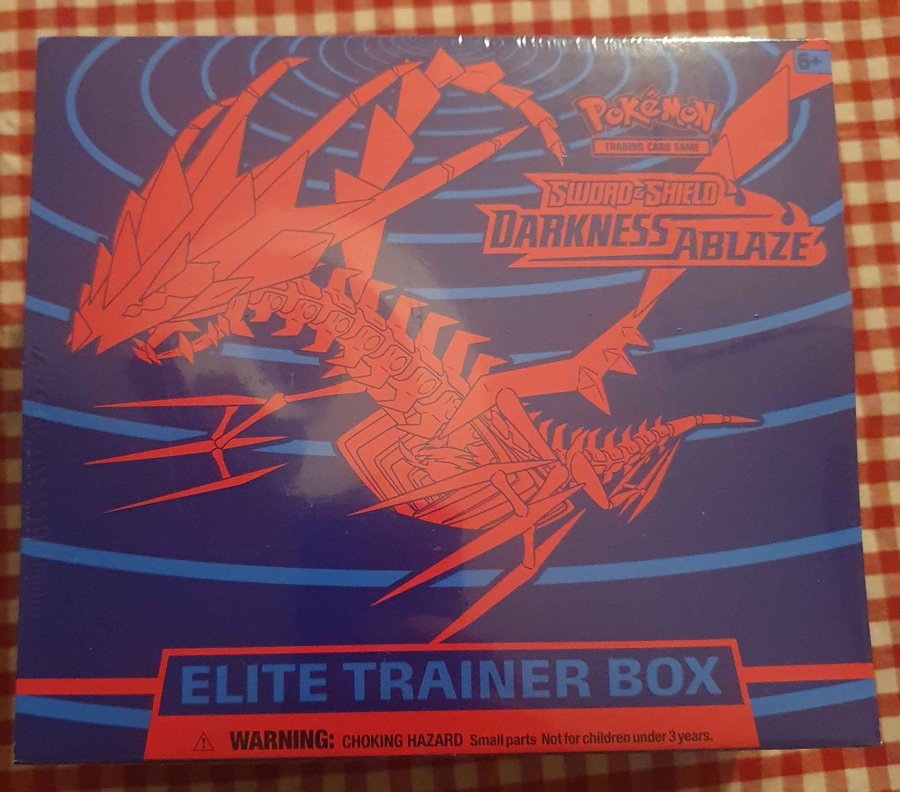 6+
POKéMON
TRADING CARD GAME
SWORD & SHIELD
DARKNESS ABLAZE
ELITE TRAINER BOX
WARNING: CHOKING HAZARD Small parts Not for children under 3 years.